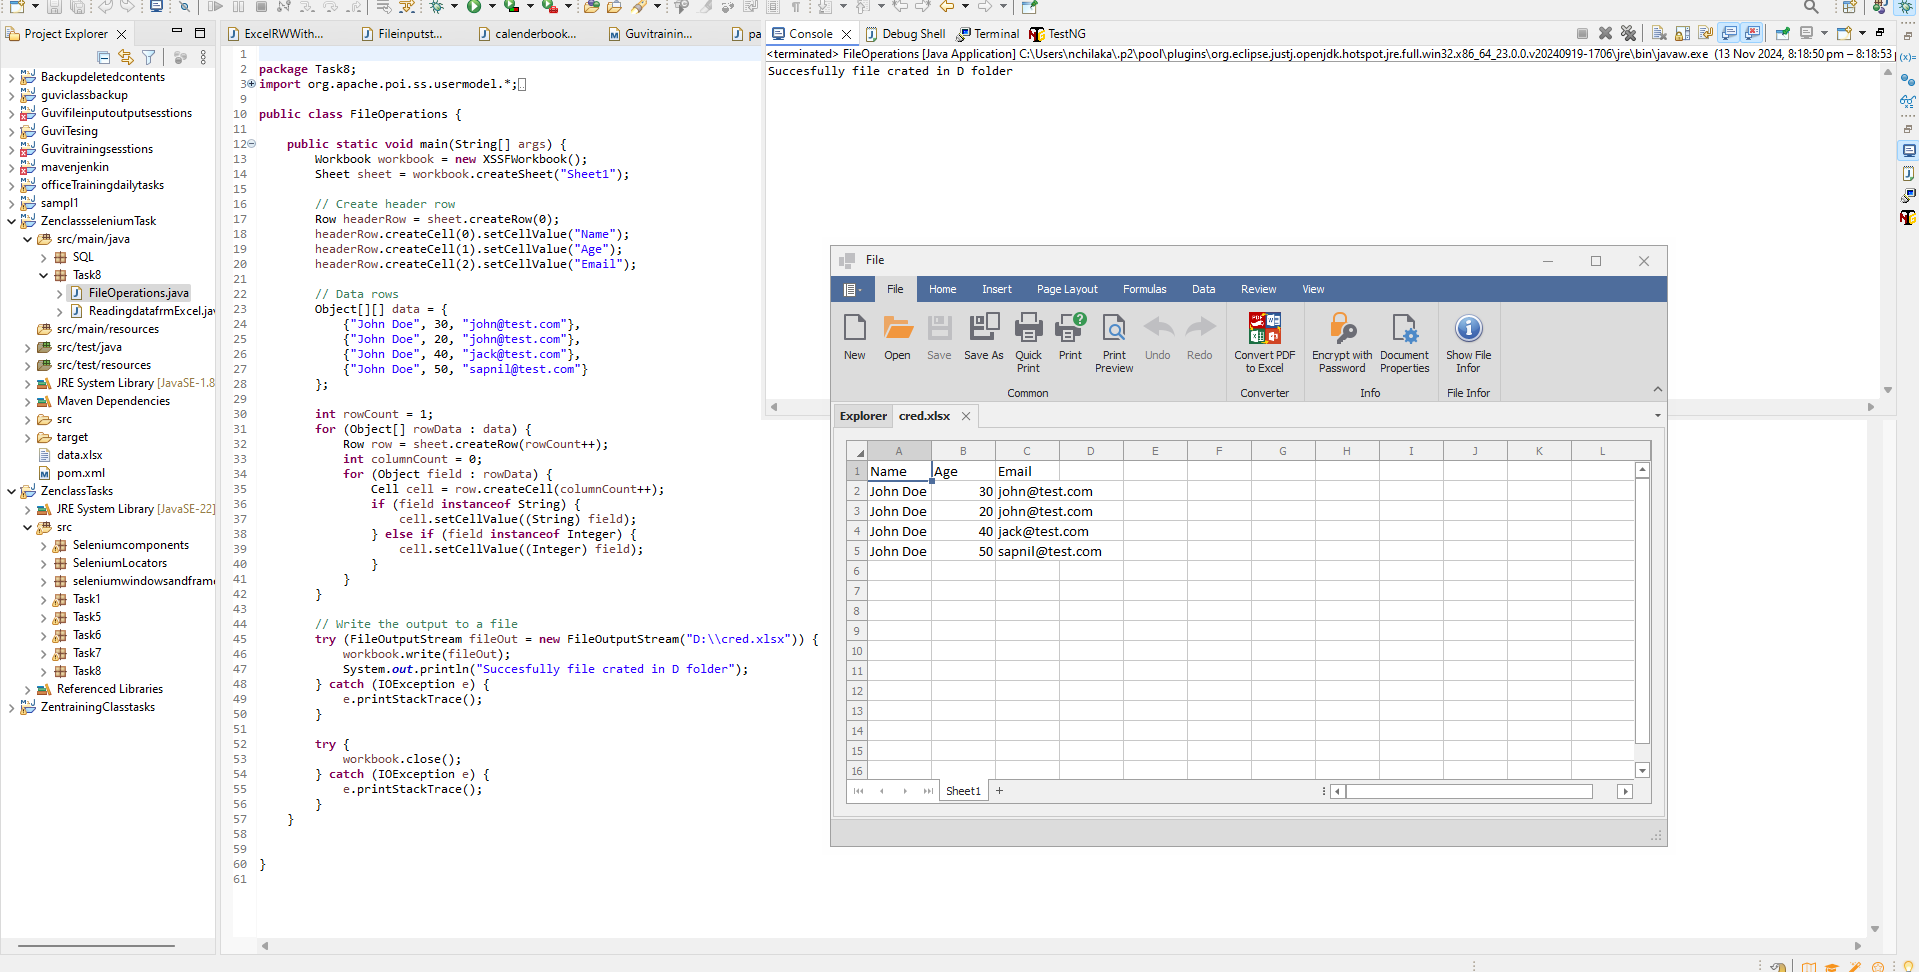 Project Explorer
Backupdeletedcontents
guviclassbackup
Guvifileinputoutputsesstions
GuviTesing
Guvitrainingsesstions
mavenjenkin
officeTrainingdailytasks
sampl1
ZenclassseleniumTask
src/main/java
SQL
Task8
FileOperations.java
ReadingdatafrmExcel.jav
src/main/resources
src/test/java
src/test/resources
JRE System Library [JavaSE-1.8
Maven Dependencies
src
target
data.xlsx
pom.xml
ZenclassTasks
JRE System Library [JavaSE-22]
src
Seleniumcomponents
SeleniumLocators
seleniumwindowsandframe
Task1
Task5
Task6
Task7
Task8
Referenced Libraries
ZentrainingClasstasks
ExcelRWWith... Fileinputst... calenderbook... Guvitrainin... pa
1
2 package Task8;
3 import org.apache.poi.ss.usermodel.*;
9
10 public class FileOperations {
11
12 public static void main(String[] args) {
13 Workbook workbook = new XSSFWorkbook();
14 Sheet sheet = workbook.createSheet("Sheet1");
15
16 // Create header row
17 Row headerRow = sheet.createRow(0);
18 headerRow.createCell(0).setCellValue("Name");
19 headerRow.createCell(1).setCellValue("Age");
20 headerRow.createCell(2).setCellValue("Email");
21
22 // Data rows
23 Object[][] data = {
24 {"John Doe", 30, "john@test.com"},
25 {"John Doe", 20, "john@test.com"},
26 {"John Doe", 40, "jack@test.com"},
27 {"John Doe", 50, "sapnil@test.com"}
28 };
29
30 int rowCount = 1;
31 for (Object[] rowData : data) {
32 Row row = sheet.createRow(rowCount++);
33 int columnCount = 0;
34 for (Object field : rowData) {
35 Cell cell = row.createCell(columnCount++);
36 if (field instanceof String) {
37 cell.setCellValue((String) field);
38 } else if (field instanceof Integer) {
39 cell.setCellValue((Integer) field);
40 }
41 }
42 }
43
44 // Write the output to a file
45 try (FileOutputStream fileOut = new FileOutputStream("D:\\cred.xlsx")) {
46 workbook.write(fileOut);
47 System.out.println("Succesfully file crated in D folder");
48 } catch (IOException e) {
49 e.printStackTrace();
50 }
51
52 try {
53 workbook.close();
54 } catch (IOException e) {
55 e.printStackTrace();
56 }
57 }
58
59
60 }
61
Console Debug Shell Terminal TestNG
<terminated> FileOperations [Java Application] C:\Users\nchilaka\.p2\pool\plugins\org.eclipse.justj.openjdk.hotspot.jre.full.win32.x86_64_23.0.0.v20240919-1706\jre\bin\javaw.exe (13 Nov 2024, 8:18:50 pm – 8:18:53 p
Succesfully file crated in D folder
File
File Home Insert Page Layout Formulas Data Review View
New Open Save Save As Quick Print Print Print Preview Undo Redo Convert PDF to Excel Encrypt with Password Document Properties Show File Infor
Common Converter Info File Infor
Explorer cred.xlsx
A B C D E F G H I J K L
1 Name Age Email
2 John Doe 30 john@test.com
3 John Doe 20 john@test.com
4 John Doe 40 jack@test.com
5 John Doe 50 sapnil@test.com
6
7
8
9
10
11
12
13
14
15
16
Sheet1 +